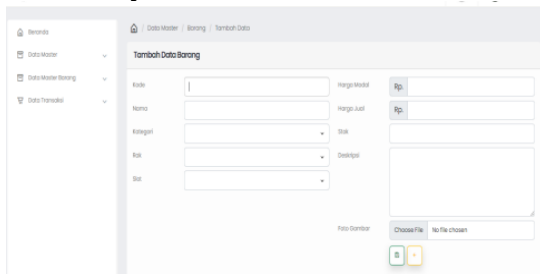 Beranda
Data Master
Data Master Barang
Data Transaksi
/ Data Master / Barang / Tambah Data
Tambah Data Barang
Kode
Nama
Kategori
Rak
Slot
Harga Modal Rp.
Harga Jual Rp.
Stok
Deskripsi
Foto Gambar Choose File No file chosen